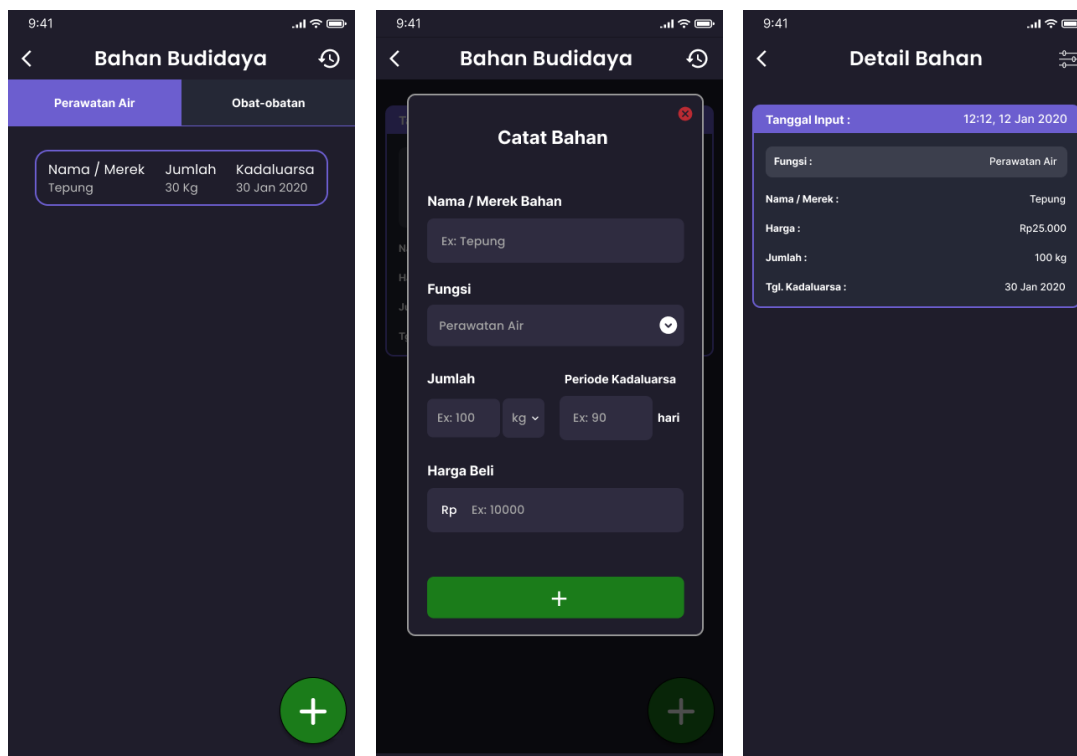 9:41
Bahan Budidaya
Perawatan Air
Obat-obatan
Nama / Merek Jumlah Kadaluarsa
Tepung 30 Kg 30 Jan 2020
9:41
Bahan Budidaya
Catat Bahan
Nama / Merek Bahan
Ex: Tepung
Fungsi
Perawatan Air
Jumlah Periode Kadaluarsa
Ex: 100 kg Ex: 90 hari
Harga Beli
Rp Ex: 10000
9:41
Detail Bahan
Tanggal Input : 12:12, 12 Jan 2020
Fungsi : Perawatan Air
Nama / Merek : Tepung
Harga : Rp25.000
Jumlah : 100 kg
Tgl. Kadaluarsa : 30 Jan 2020